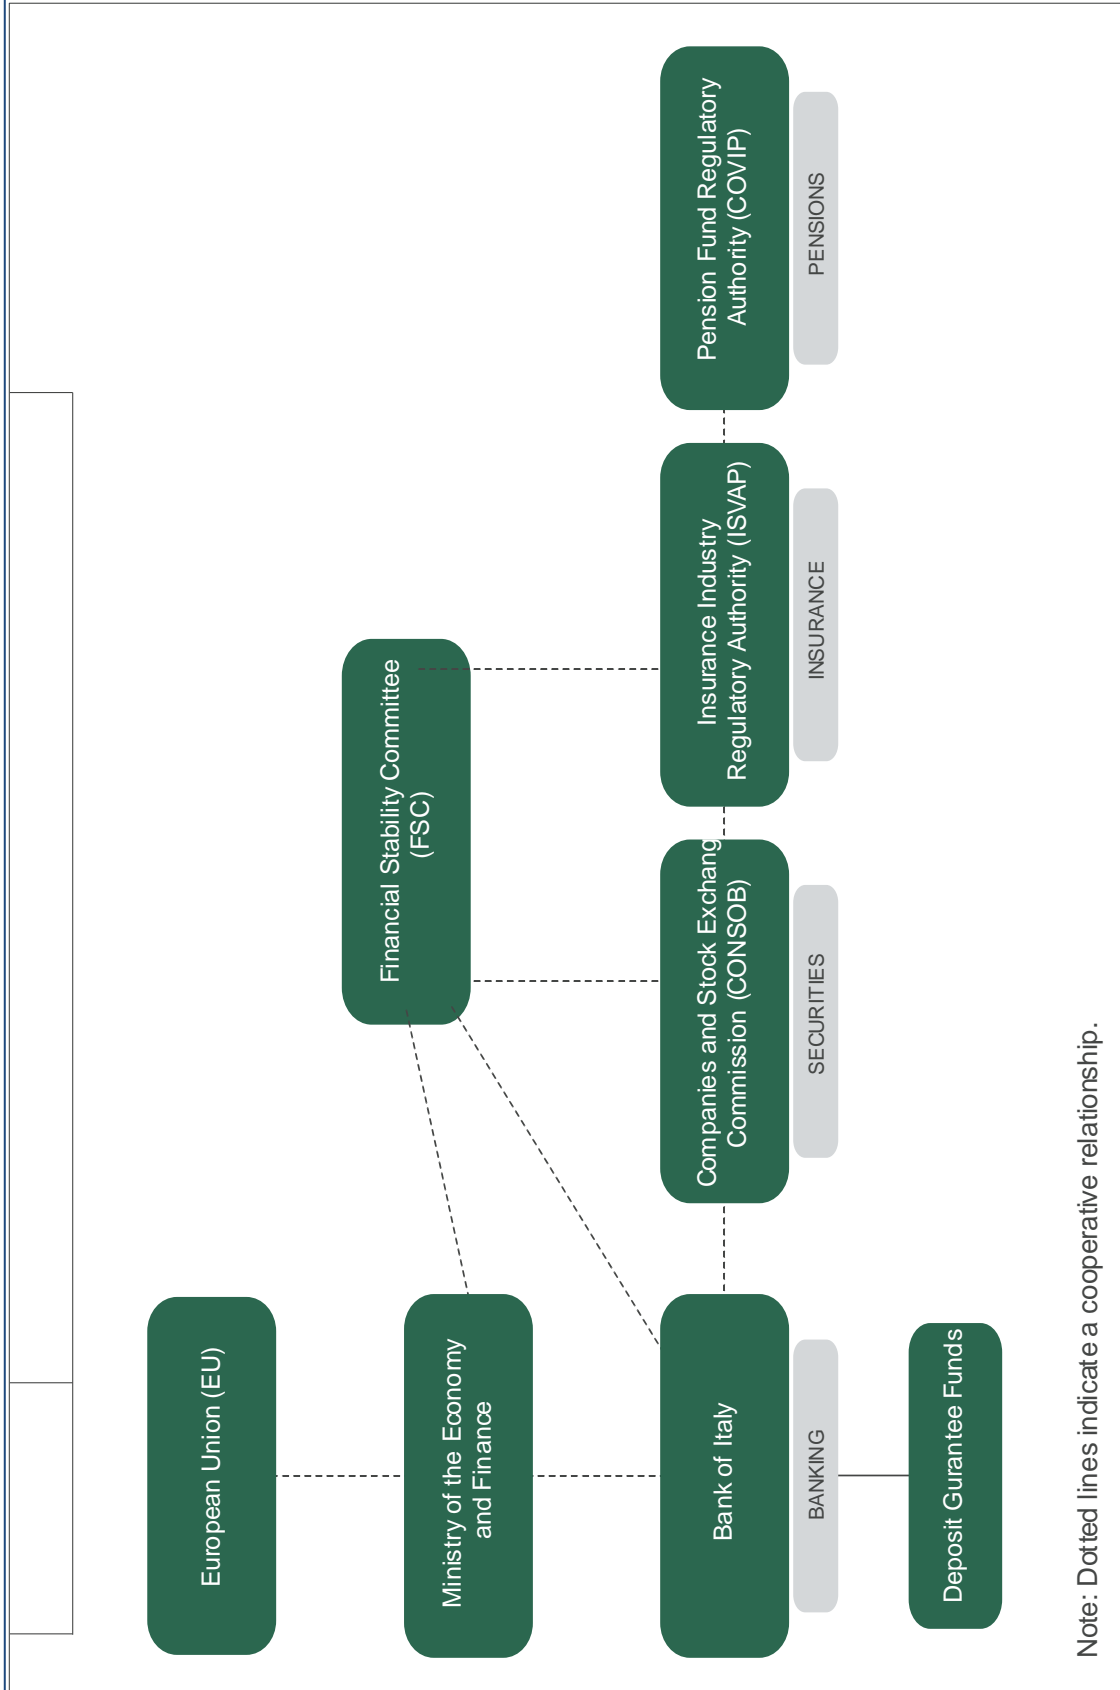 European Union (EU)
Ministry of the Economy
and Finance
Financial Stability Committee
(FSC)
Bank of Italy
Companies and Stock Exchang
Commission (CONSOB)
Insurance Industry
Regulatory Authority (ISVAP)
Pension Fund Regulatory
Authority (COVIP)
BANKING
SECURITIES
INSURANCE
PENSIONS
Deposit Gurantee Funds
Note: Dotted lines indicate a cooperative relationship.